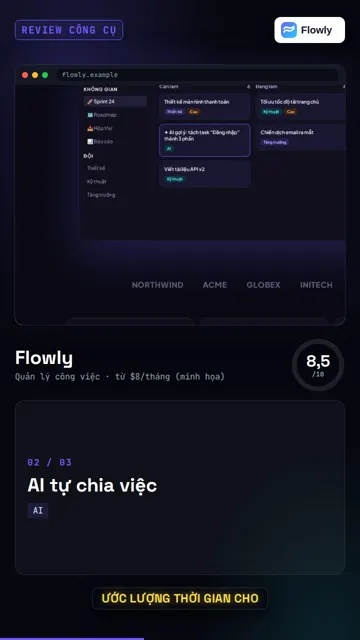 REVIEW CÔNG CỤ
Flowly
flowly.example
KHÔNG GIAN
🚀 Sprint 24
🗺️ Roadmap
📥 Hộp thư
📊 Báo cáo
ĐỘI
Thiết kế
Kỹ thuật
Tăng trưởng
Cần làm
6
Thiết kế màn hình thanh toán
Thiết kế
Cao
✦ AI gợi ý: tách task "Đăng nhập" thành 3 phần
AI
Viết tài liệu API v2
Kỹ thuật
Đang làm
Tối ưu tốc độ tải trang chủ
Kỹ thuật
Cao
Chiến dịch email ra mắt
Tăng trưởng
NORTHWIND ACME GLOBEX INITECH
Flowly
Quản lý công việc · từ $8/tháng (minh họa)
8,5
/10
02 / 03
AI tự chia việc
AI
ƯỚC LƯỢNG THỜI GIAN CHO